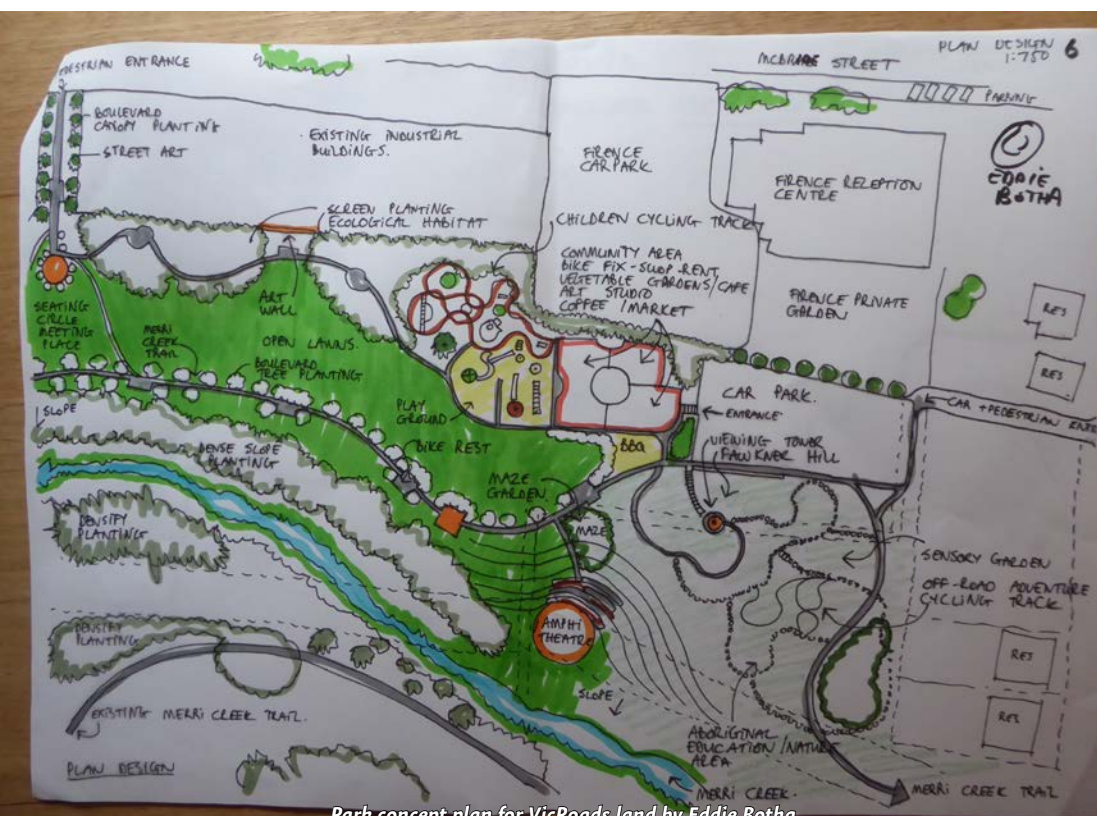 PLAN DESIGN 6
1:750
McBRIDE STREET
PARKING
EDDIE
BOTHA
PEDESTRIAN ENTRANCE
BOULEVARD
CANOPY PLANTING
STREET ART
EXISTING INDUSTRIAL
BUILDINGS.
FIRENCE
CAR PARK
FIRENCE RECEPTION
CENTRE
SCREEN PLANTING
ECOLOGICAL HABITAT
CHILDREN CYCLING TRACK
COMMUNITY AREA
BIKE FIX-SHOP-RENT
VEGETABLE GARDENS/CAFE
ART STUDIO
COFFEE/MARKET
FIRENCE PRIVATE
GARDEN
RES
RES
SEATING
CIRCLE
MEETING
PLACE
ART
WALL
MERRI
CREEK
TRAIL
OPEN LAWNS.
BOULEVARD
TREE PLANTING
PLAY
GROUND
CAR PARK.
ENTRANCE
CAR + PEDESTRIAN
SLOPE
BIKE REST
BBQ
VIEWING TOWER
FAWKNER HILL
DENSE SLOPE
PLANTING
MAZE
GARDEN
MAZE
DENSIFY
PLANTING
SENSORY GARDEN
OFF-ROAD ADVENTURE
CYCLING TRACK
DENSIFY
PLANTING
AMPHI
THEATRE
RES
RES
SLOPE
EXISTING MERRI CREEK TRAIL.
ABORIGINAL
EDUCATION/NATURE
AREA
PLAN DESIGN
MERRI CREEK.
MERRI CREEK TRAIL
Park concept plan for VicRoads land by Eddie Botha